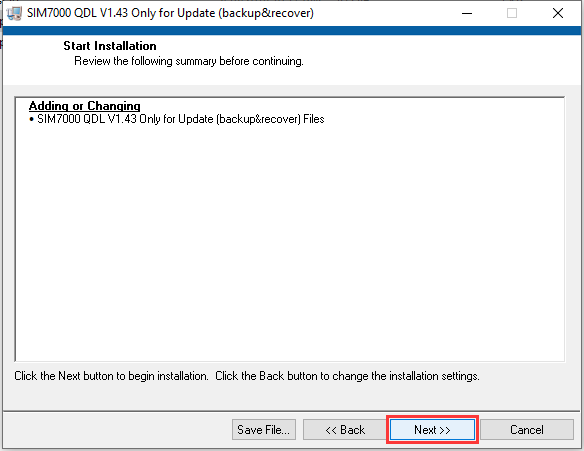 SIM7000 QDL V1.43 Only for Update (backup&recover)
Start Installation
Review the following summary before continuing.
Adding or Changing
• SIM7000 QDL V1.43 Only for Update (backup&recover) Files
Click the Next button to begin installation.  Click the Back button to change the installation settings.
Save File... << Back Next >> Cancel